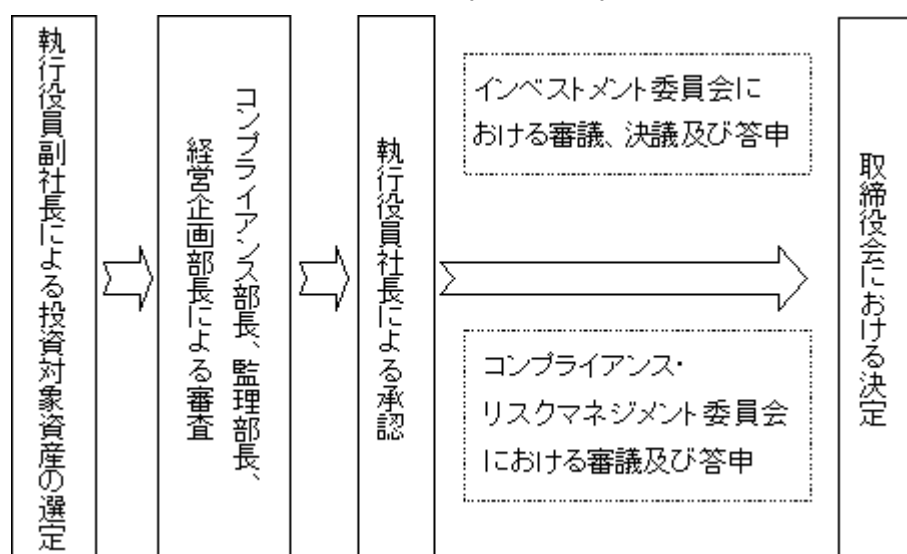 執行役員副社長による投資対象資産の選定
コンプライアンス部長、監理部長、
経営企画部長による審査
執行役員社長による承認
インベストメント委員会に
おける審議、決議及び答申
コンプライアンス・
リスクマネジメント委員会
における審議及び答申
取締役会における決定